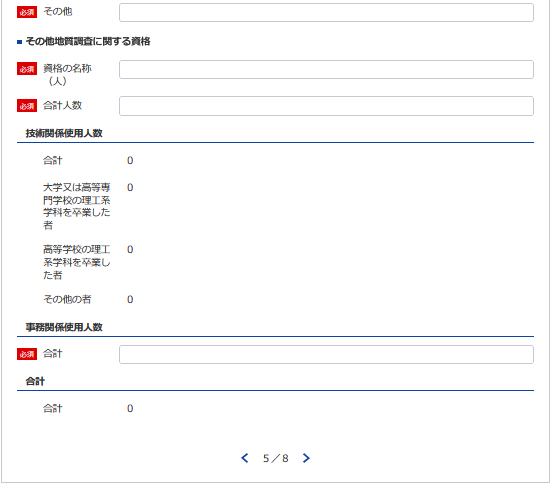 必須 その他
その他地質調査に関する資格
必須 資格の名称
（人）
必須 合計人数
技術関係使用人数
合計 0
大学又は高等専 0
門学校の理工系
学科を卒業した
者
高等学校の理工 0
系学科を卒業し
た者
その他の者 0
事務関係使用人数
必須 合計
合計
合計 0
5／8